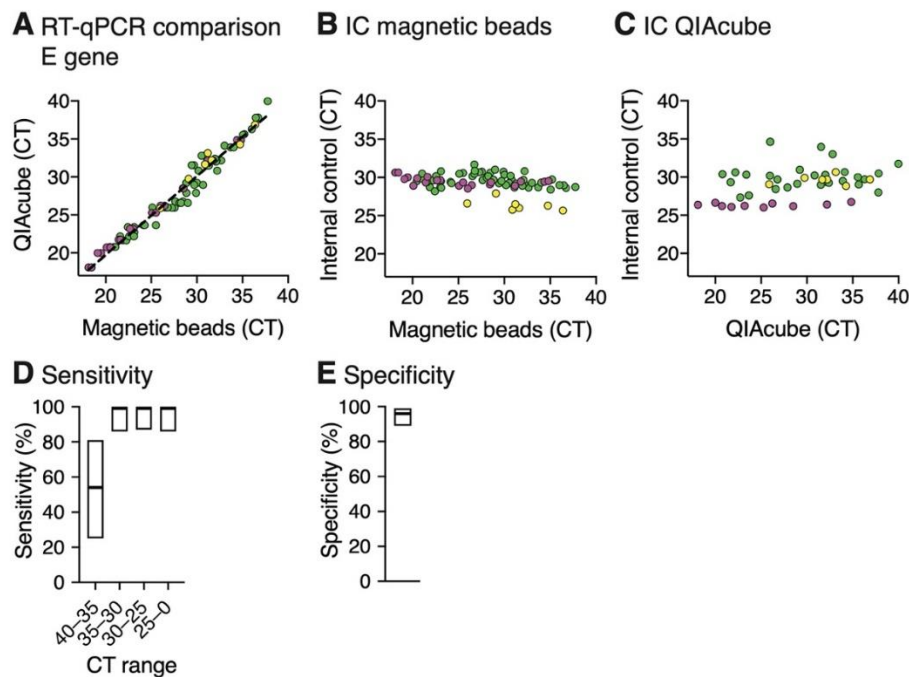 A RT-qPCR comparison
E gene
QIAcube (CT)
40
35
30
25
20
20 25 30 35 40
Magnetic beads (CT)
B IC magnetic beads
Internal control (CT)
40
35
30
25
20
20 25 30 35 40
Magnetic beads (CT)
C IC QIAcube
Internal control (CT)
40
35
30
25
20
20 25 30 35 40
QIAcube (CT)
D Sensitivity
Sensitivity (%)
100
80
60
40
20
0
40–35 35–30 30–25 25–0
CT range
E Specificity
Specificity (%)
100
80
60
40
20
0